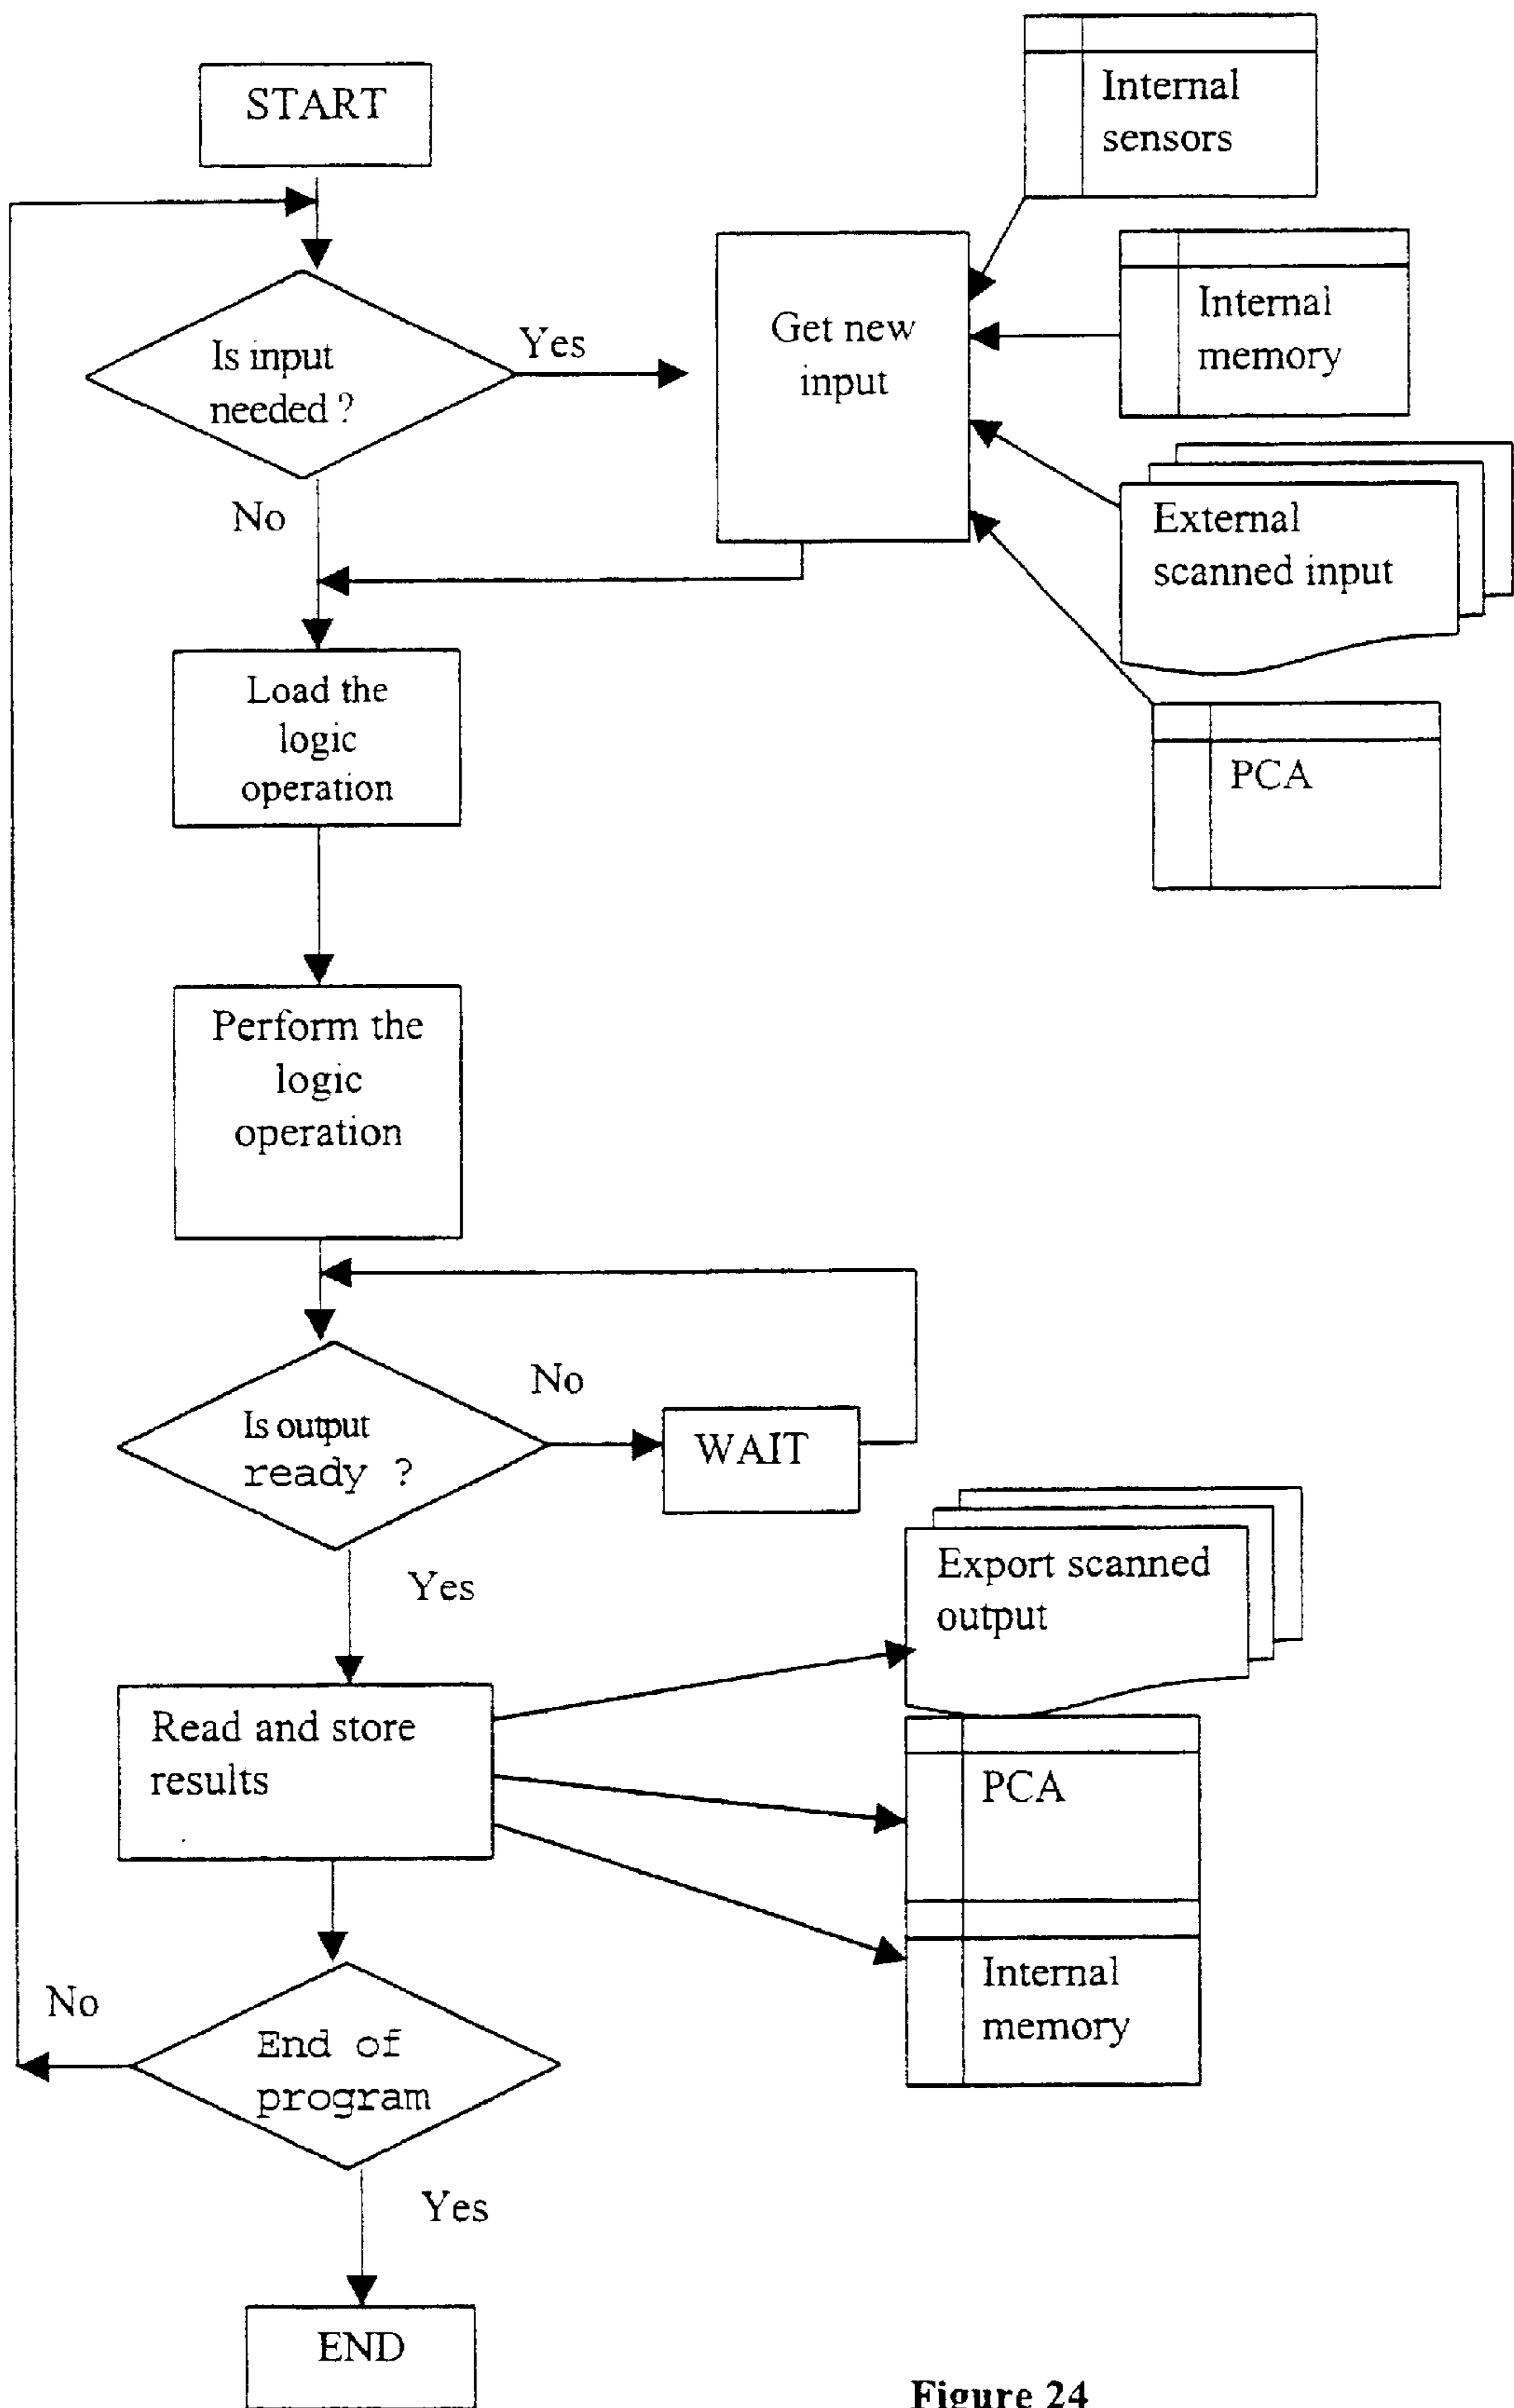 START
Internal
sensors
Is input
needed ?
Yes
No
Get new
input
Internal
memory
External
scanned input
PCA
Load the
logic
operation
Perform the
logic
operation
Is output
ready ?
No
WAIT
Yes
Export scanned
output
Read and store
results
PCA
Internal
memory
No
End of
program
Yes
END
Figure 24